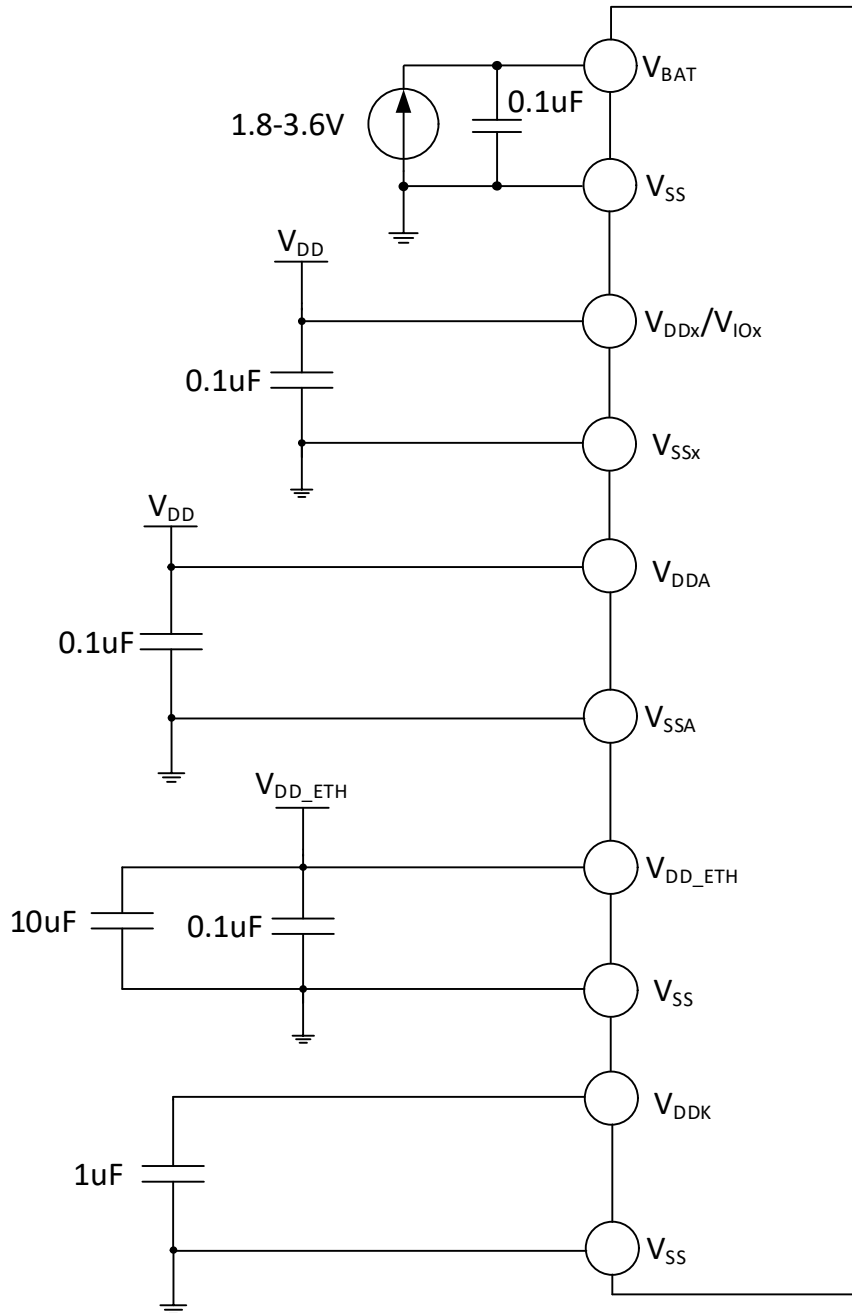 V_BAT
1.8-3.6V
0.1uF
V_SS
V_DD
V_DDx/V_IOx
0.1uF
V_SSx
V_DD
V_DDA
0.1uF
V_SSA
V_DD_ETH
V_DD_ETH
10uF
0.1uF
V_SS
V_DDK
1uF
V_SS